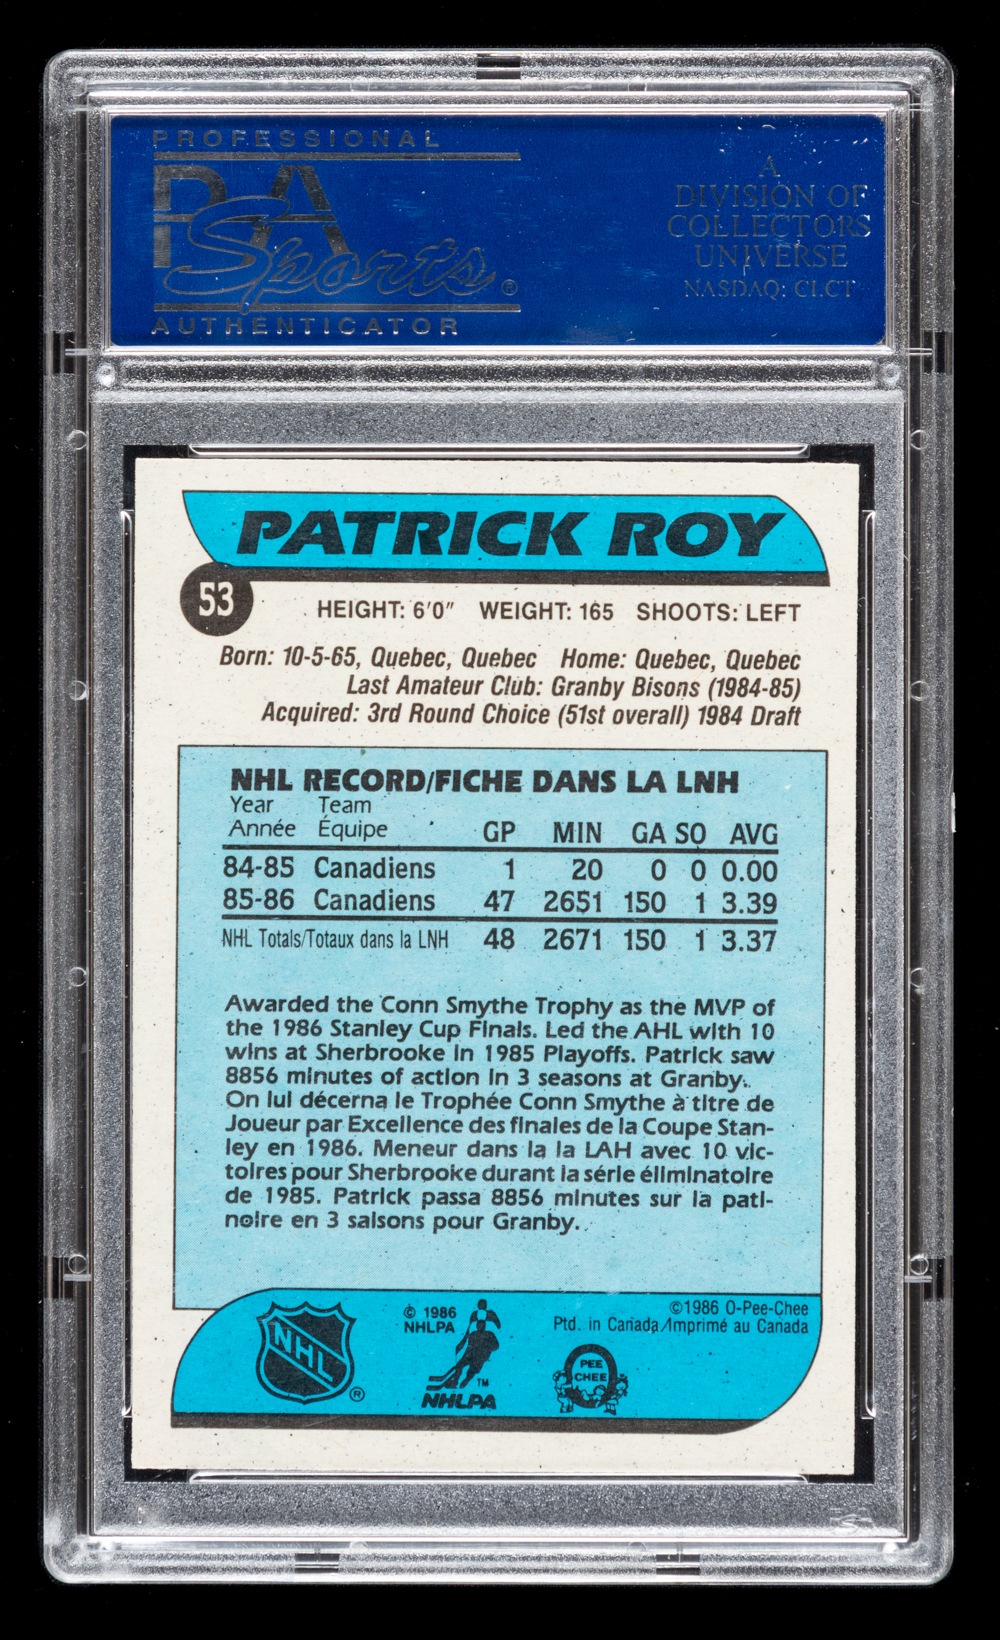 PROFESSIONAL
PSA
Sports®
AUTHENTICATOR
A
DIVISION OF
COLLECTORS
UNIVERSE
NASDAQ: CLCT
PATRICK ROY
53
HEIGHT: 6'0" WEIGHT: 165 SHOOTS: LEFT
Born: 10-5-65, Quebec, Quebec Home: Quebec, Quebec
Last Amateur Club: Granby Bisons (1984-85)
Acquired: 3rd Round Choice (51st overall) 1984 Draft
NHL RECORD/FICHE DANS LA LNH
Year Team
Année Équipe GP MIN GA SO AVG
84-85 Canadiens 1 20 0 0 0.00
85-86 Canadiens 47 2651 150 1 3.39
NHL Totals/Totaux dans la LNH 48 2671 150 1 3.37
Awarded the Conn Smythe Trophy as the MVP of
the 1986 Stanley Cup Finals. Led the AHL with 10
wins at Sherbrooke in 1985 Playoffs. Patrick saw
8856 minutes of action in 3 seasons at Granby.
On lui décerna le Trophée Conn Smythe à titre de
Joueur par Excellence des finales de la Coupe Stan-
ley en 1986. Meneur dans la la LAH avec 10 vic-
toires pour Sherbrooke durant la série éliminatoire
de 1985. Patrick passa 8856 minutes sur la pati-
noire en 3 saisons pour Granby.
NHL ®
© 1986
NHLPA
TM
NHLPA
©1986 O-Pee-Chee
Ptd. in Canada/Imprimé au Canada
PEE
CHEE